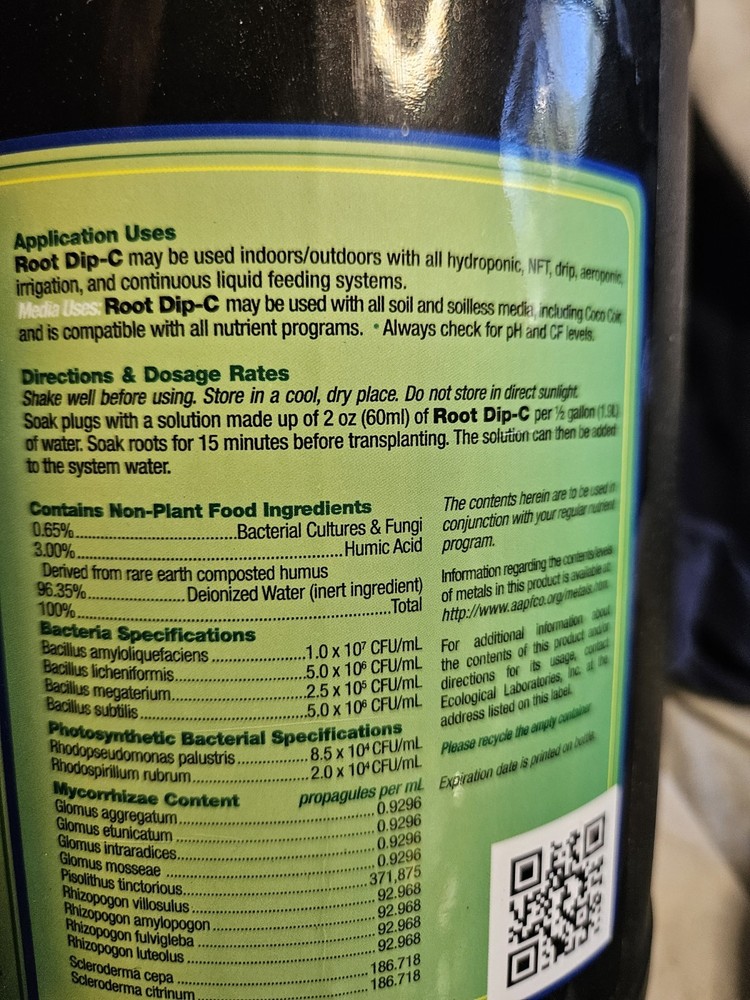 Application Uses
Root Dip-C may be used indoors/outdoors with all hydroponic, NFT, drip, aeroponic,
irrigation, and continuous liquid feeding systems.
Media Uses: Root Dip-C may be used with all soil and soilless media, including Coco Coir
and is compatible with all nutrient programs. • Always check for pH and CF levels.
Directions & Dosage Rates
Shake well before using. Store in a cool, dry place. Do not store in direct sunlight.
Soak plugs with a solution made up of 2 oz (60ml) of Root Dip-C per ½ gallon (1.9L)
of water. Soak roots for 15 minutes before transplanting. The solution can then be added
to the system water.
Contains Non-Plant Food Ingredients
0.65%..............................Bacterial Cultures & Fungi
3.00%..................................................Humic Acid
Derived from rare earth composted humus
96.35%.................Deionized Water (inert ingredient)
100%............................................................Total
Bacteria Specifications
Bacillus amyloliquefaciens ..................1.0 x 10⁷ CFU/mL
Bacillus licheniformis.........................5.0 x 10⁶ CFU/mL
Bacillus megaterium..........................2.5 x 10⁵ CFU/mL
Bacillus subtilis ................................5.0 x 10⁶ CFU/mL
Photosynthetic Bacterial Specifications
Rhodopseudomonas palustris .............. 8.5 x 10⁴ CFU/mL
Rhodospirillum rubrum....................... 2.0 x 10⁴ CFU/mL
Mycorrhizae Content propagules per mL
Glomus aggregatum.................................. 0.9296
Glomus etunicatum .................................. 0.9296
Glomus intraradices.................................. 0.9296
Glomus mosseae ..................................... 0.9296
Pisolithus tinctorious.................................371,875
Rhizopogon villosulus ............................... 92.968
Rhizopogon amylopogon .......................... 92.968
Rhizopogon fulvigleba .............................. 92.968
Rhizopogon luteolus ................................. 92.968
Scleroderma cepa ................................... 186.718
Scleroderma citrinum ............................... 186.718
The contents herein are to be used in
conjunction with your regular nutrient
program.
Information regarding the contents/levels
of metals in this product is available at:
http://www.aapfco.org/metals.htm.
For additional information about
the contents of this product and/or
directions for its usage, contact
Ecological Laboratories, Inc. at the
address listed on this label.
Please recycle the empty container.
Expiration date is printed on bottle.